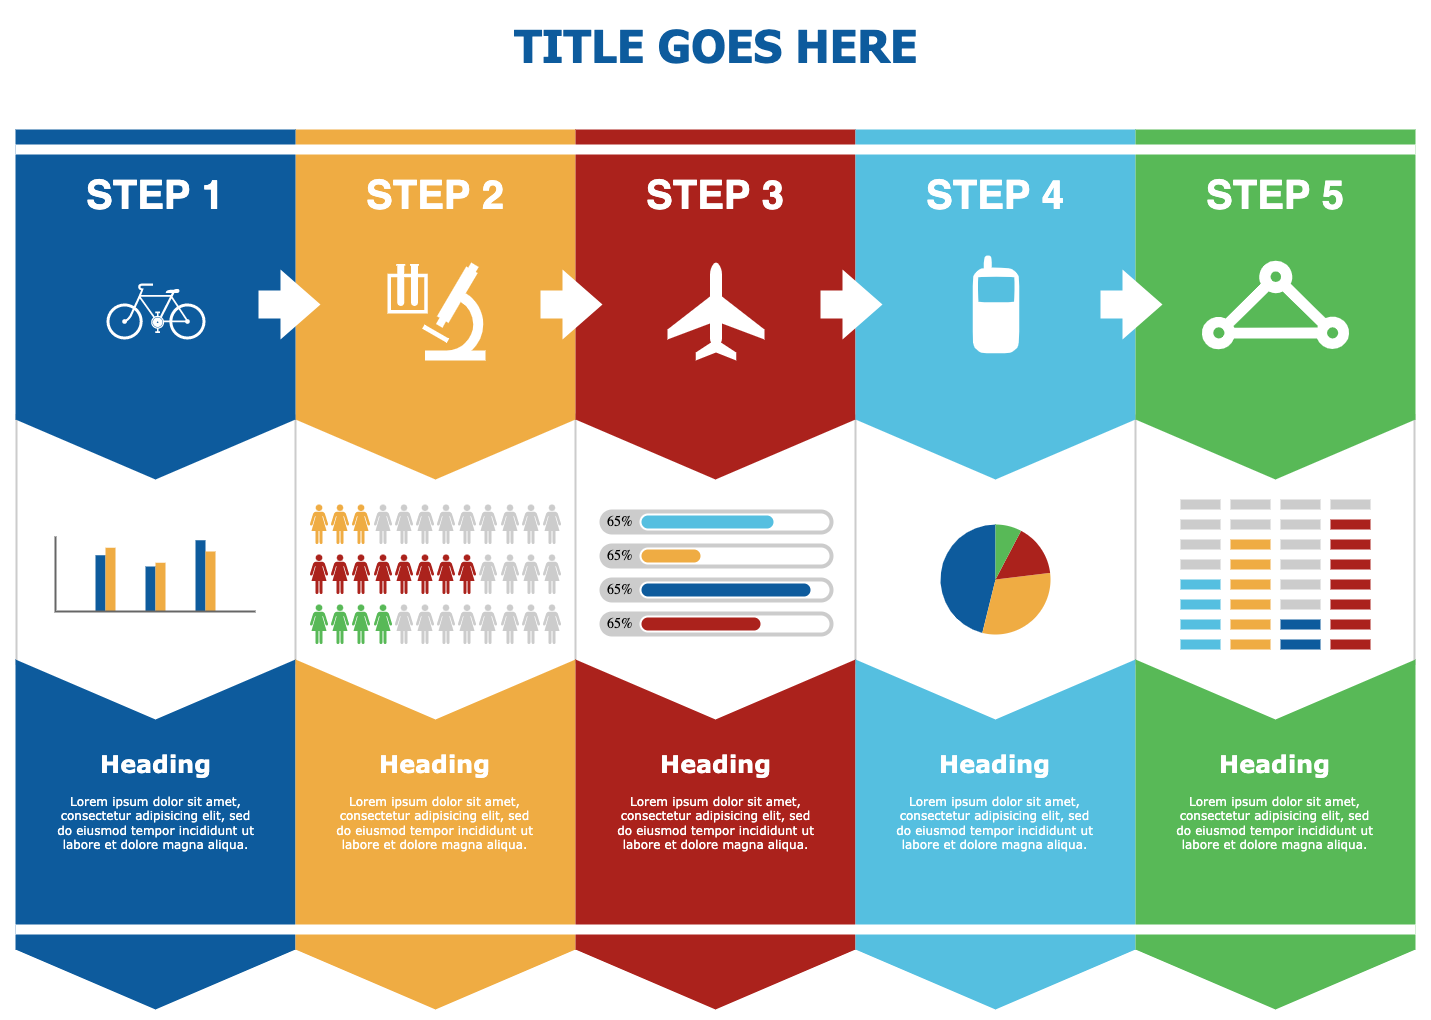 TITLE GOES HERE
STEP 1
STEP 2
STEP 3
STEP 4
STEP 5
65%
65%
65%
65%
Heading
Lorem ipsum dolor sit amet,
consectetur adipisicing elit, sed
do eiusmod tempor incididunt ut
labore et dolore magna aliqua.
Heading
Lorem ipsum dolor sit amet,
consectetur adipisicing elit, sed
do eiusmod tempor incididunt ut
labore et dolore magna aliqua.
Heading
Lorem ipsum dolor sit amet,
consectetur adipisicing elit, sed
do eiusmod tempor incididunt ut
labore et dolore magna aliqua.
Heading
Lorem ipsum dolor sit amet,
consectetur adipisicing elit, sed
do eiusmod tempor incididunt ut
labore et dolore magna aliqua.
Heading
Lorem ipsum dolor sit amet,
consectetur adipisicing elit, sed
do eiusmod tempor incididunt ut
labore et dolore magna aliqua.